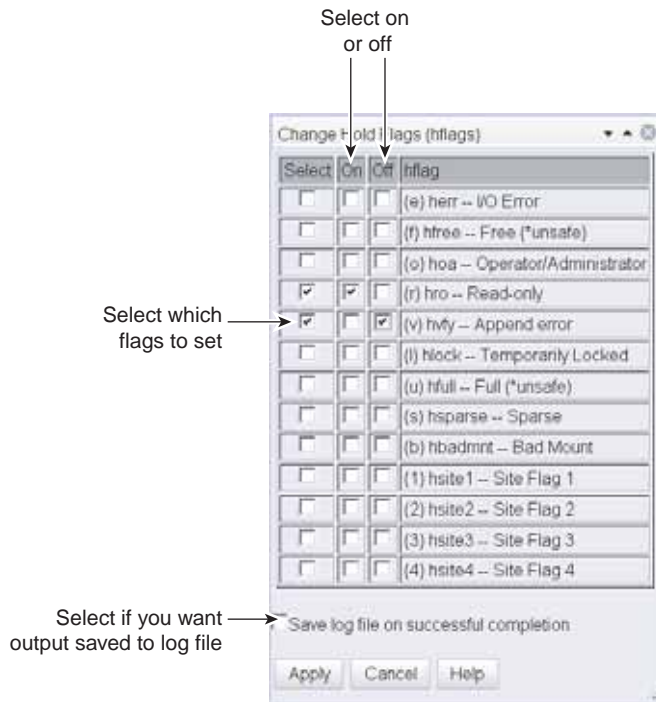 Select on
or off
Change Hold Flags (hflags)
Select On Off hflag
(e) herr -- I/O Error
(f) hfree -- Free (*unsafe)
(o) hoa -- Operator/Administrator
(r) hro -- Read-only
(v) hvfy -- Append error
(l) hlock -- Temporarily Locked
(u) hfull -- Full (*unsafe)
(s) hsparse -- Sparse
(b) hbadmnt -- Bad Mount
(1) hsite1 -- Site Flag 1
(2) hsite2 -- Site Flag 2
(3) hsite3 -- Site Flag 3
(4) hsite4 -- Site Flag 4
Select which
flags to set
Select if you want
output saved to log file
Save log file on successful completion
Apply Cancel Help